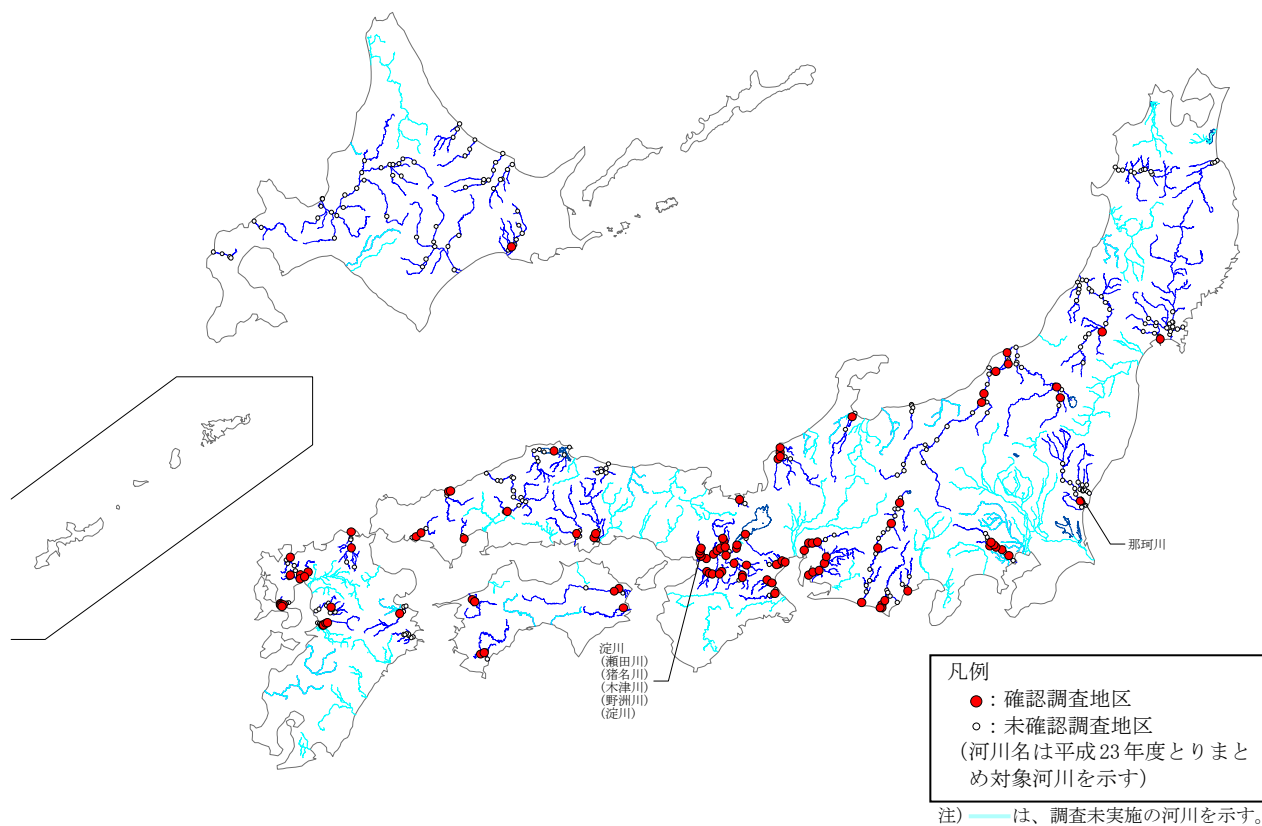 那珂川
淀川
(瀬田川)
(猪名川)
(木津川)
(野洲川)
(淀川)
凡例
●：確認調査地区
○：未確認調査地区
(河川名は平成23年度とりまと
め対象河川を示す)
注) は、調査未実施の河川を示す。